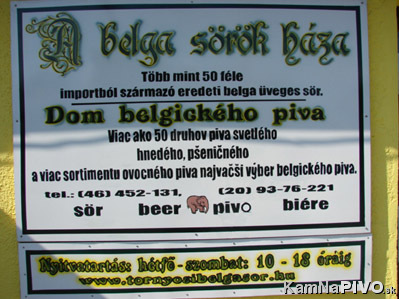 A belga sörök háza
Több mint 50 féle
importból származó eredeti belga üveges sör.
Dom belgického piva
Viac ako 50 druhov piva svetlého
hnedého, pšeničného
a viac sortimentu ovocného piva najvačši výber belgického piva.
tel.: (46) 452-131, (20) 93-76-221
sör beer pivo biére
Nyitvatartás: hétfő-szombat: 10 - 18 óráig
www.tornyosibelgasor.hu
KamNaPIVO.sk